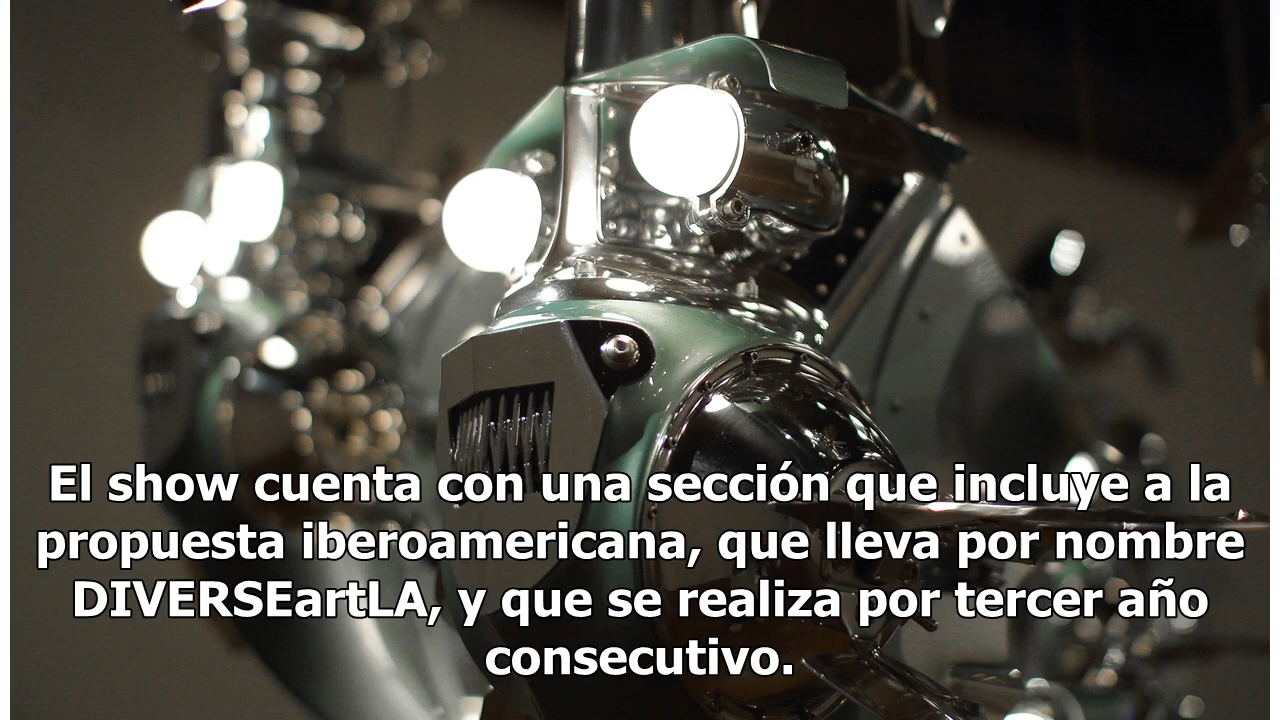 El show cuenta con una sección que incluye a la
propuesta iberoamericana, que lleva por nombre
DIVERSEartLA, y que se realiza por tercer año
consecutivo.